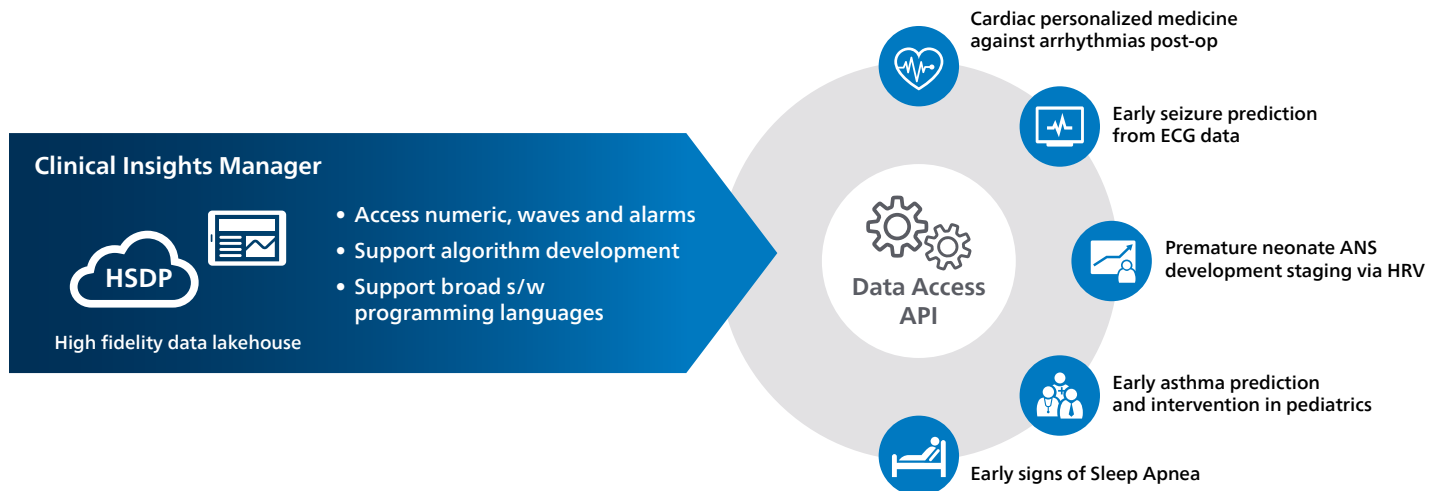 Cardiac personalized medicine
against arrhythmias post-op
Early seizure prediction
from ECG data
Clinical Insights Manager
HSDP
High fidelity data lakehouse
• Access numeric, waves and alarms
• Support algorithm development
• Support broad s/w
programming languages
Data Access
API
Premature neonate ANS
development staging via HRV
Early asthma prediction
and intervention in pediatrics
Early signs of Sleep Apnea